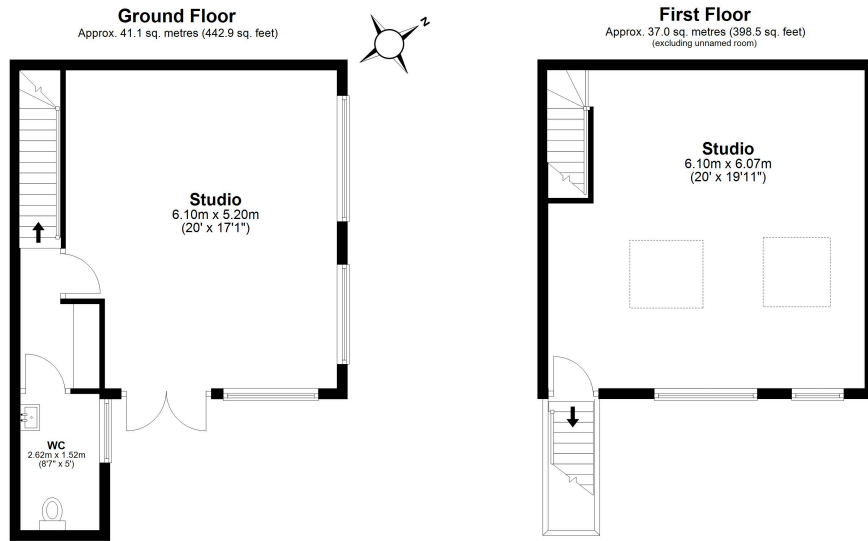 Ground Floor
Approx. 41.1 sq. metres (442.9 sq. feet)
N
Studio
6.10m x 5.20m
(20' x 17'1")
WC
2.62m x 1.52m
(8'7" x 5')
First Floor
Approx. 37.0 sq. metres (398.5 sq. feet)
(excluding unnamed room)
Studio
6.10m x 6.07m
(20' x 19'11")